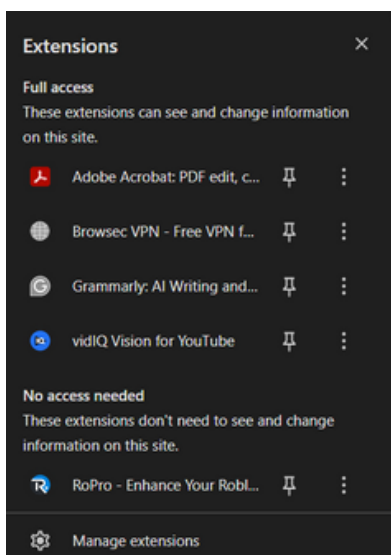 Extensions
Full access
These extensions can see and change information
on this site.
Adobe Acrobat: PDF edit, c...
Browsec VPN - Free VPN f...
Grammarly: AI Writing and...
vidIQ Vision for YouTube
No access needed
These extensions don't need to see and change
information on this site.
RoPro - Enhance Your Robl...
Manage extensions